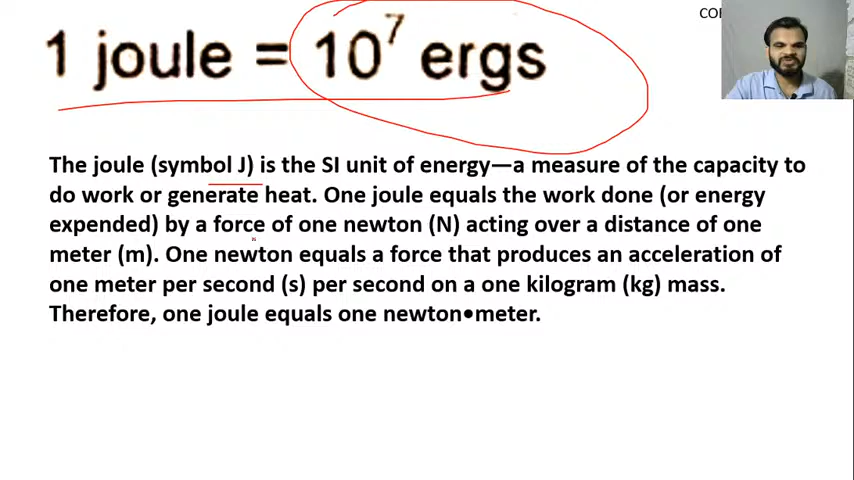 1 joule = 10⁷ ergs
The joule (symbol J) is the SI unit of energy—a measure of the capacity to
do work or generate heat. One joule equals the work done (or energy
expended) by a force of one newton (N) acting over a distance of one
meter (m). One newton equals a force that produces an acceleration of
one meter per second (s) per second on a one kilogram (kg) mass.
Therefore, one joule equals one newton•meter.